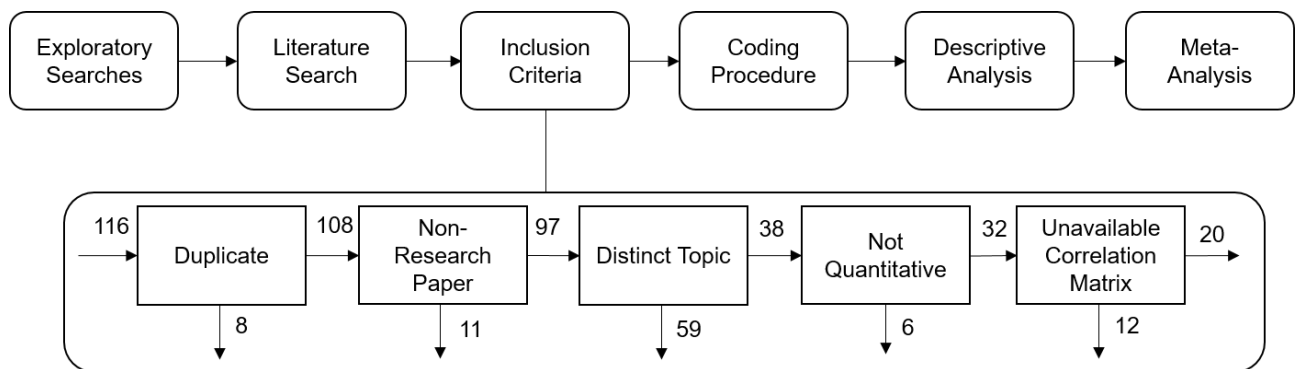 Exploratory
Searches
Literature
Search
Inclusion
Criteria
Coding
Procedure
Descriptive
Analysis
Meta-
Analysis
116
Duplicate
8
108
Non-
Research
Paper
11
97
Distinct Topic
59
38
Not
Quantitative
6
32
Unavailable
Correlation
Matrix
12
20